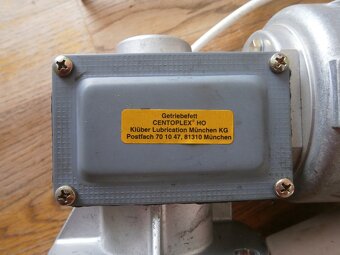 Getriebefett
CENTOPLEX® HO
Klüber Lubrication München KG
Postfach 70 10 47, 81310 München